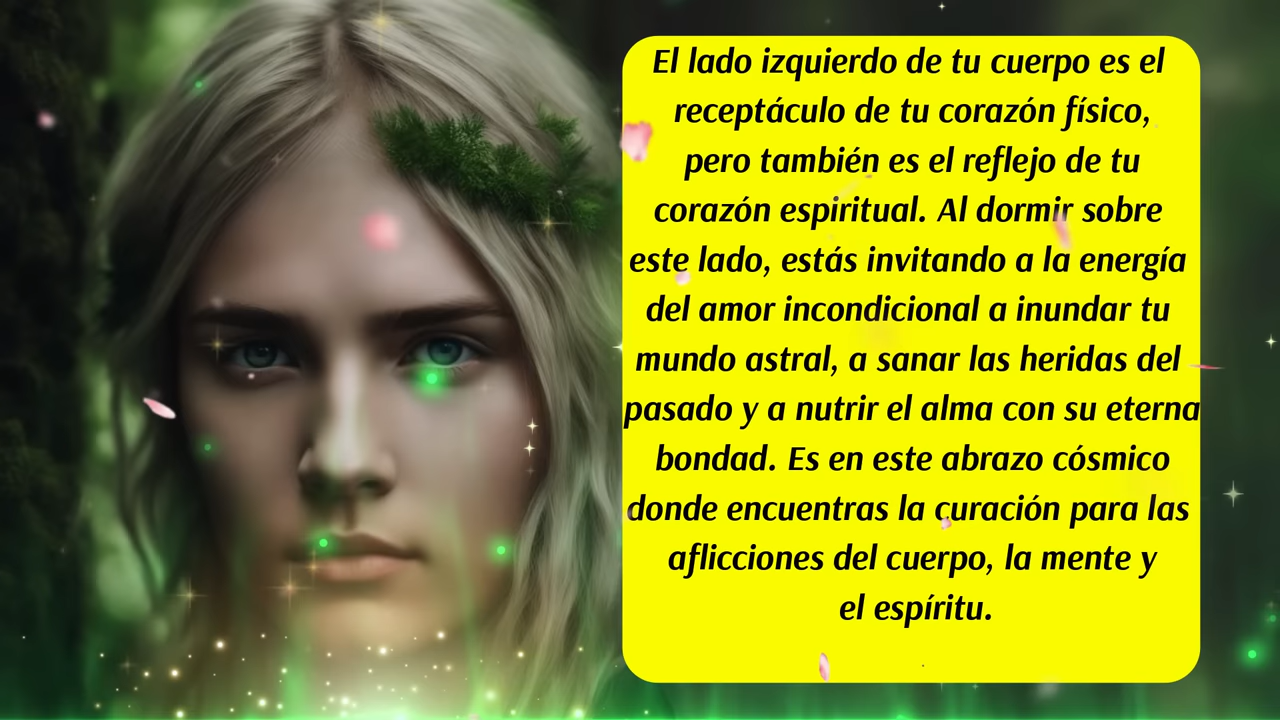 El lado izquierdo de tu cuerpo es el
receptáculo de tu corazón físico,
pero también es el reflejo de tu
corazón espiritual. Al dormir sobre
este lado, estás invitando a la energía
del amor incondicional a inundar tu
mundo astral, a sanar las heridas del
pasado y a nutrir el alma con su eterna
bondad. Es en este abrazo cósmico
donde encuentras la curación para las
aflicciones del cuerpo, la mente y
el espíritu.